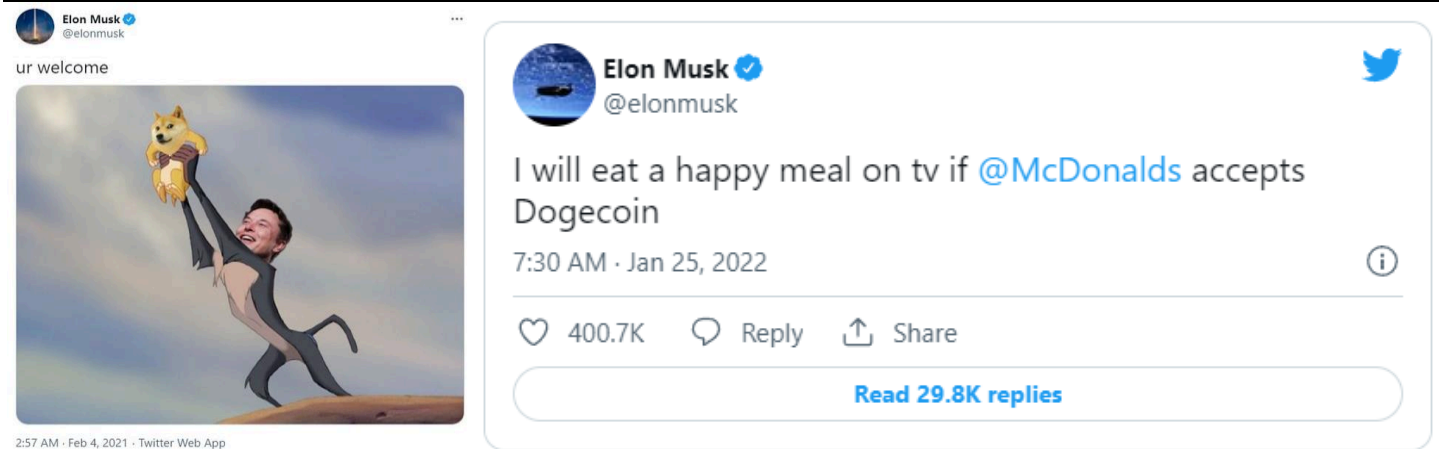 Elon Musk
@elonmusk
ur welcome
2:57 AM · Feb 4, 2021 · Twitter Web App
Elon Musk
@elonmusk
I will eat a happy meal on tv if @McDonalds accepts
Dogecoin
7:30 AM · Jan 25, 2022
400.7K Reply Share
Read 29.8K replies